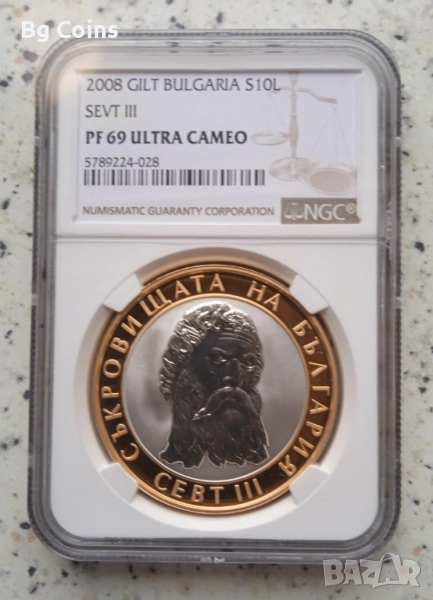 Bg Coins
2008 GILT BULGARIA S10L
SEVT III
PF 69 ULTRA CAMEO
5789224-028
NUMISMATIC GUARANTY CORPORATION
NGC®
СЪКРОВИЩАТА НА БЪЛГАРИЯ
СЕВТ III
BAZAR